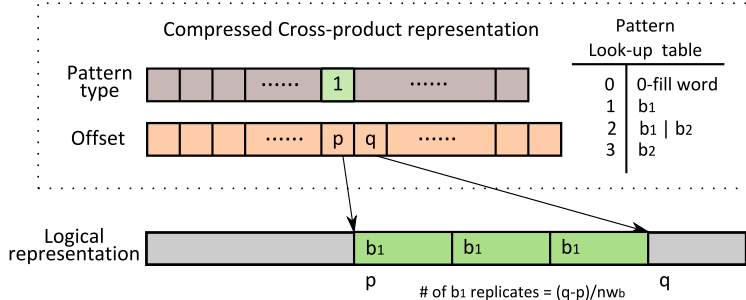 Compressed Cross-product representation
Pattern
Look-up table
Pattern type
...... 1 ......
0 0-fill word
1 b1
2 b1 | b2
3 b2
Offset
...... p q ......
Logical representation
b1 b1 b1
p q
# of b1 replicates = (q-p)/nwb